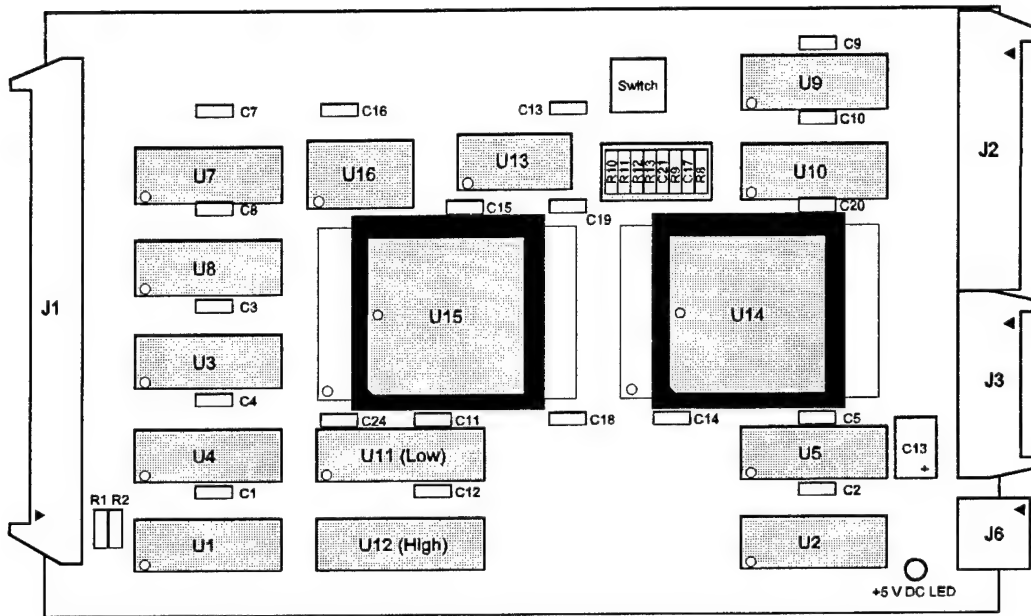 C9
Switch
U9
C7
C16
C13
C10
J2
U7
U16
U13
R10
R11
R12
R13
C21
R9
C17
R8
U10
C8
C15
C19
C20
U8
J1
C3
U15
U14
U3
J3
C4
C24
C11
C18
C14
C5
U4
U11 (Low)
U5
C13
+
R1 R2
C1
C12
C2
U1
U12 (High)
U2
J6
+5 V DC LED